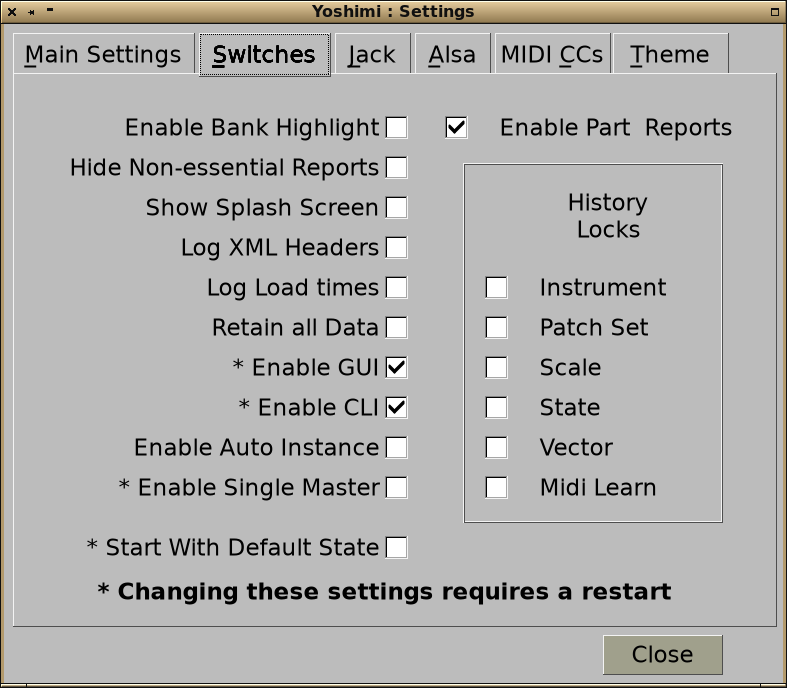 Yoshimi : Settings
Main Settings Switches Jack Alsa MIDI CCs Theme
Enable Bank Highlight Enable Part Reports
Hide Non-essential Reports
Show Splash Screen History
Locks
Log XML Headers
Log Load times Instrument
Retain all Data Patch Set
* Enable GUI Scale
* Enable CLI State
Enable Auto Instance Vector
* Enable Single Master Midi Learn
* Start With Default State
* Changing these settings requires a restart
Close